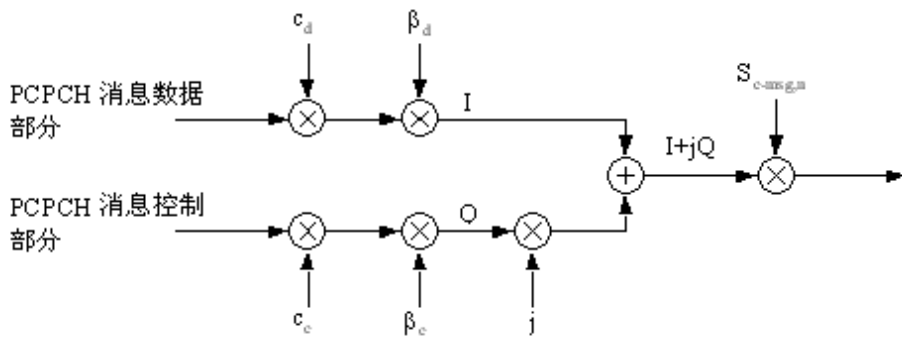 c_d
β_d
PCPCH 消息数据
部分
I
S_c-msg,n
I+jQ
PCPCH 消息控制
部分
Q
c_c
β_c
j